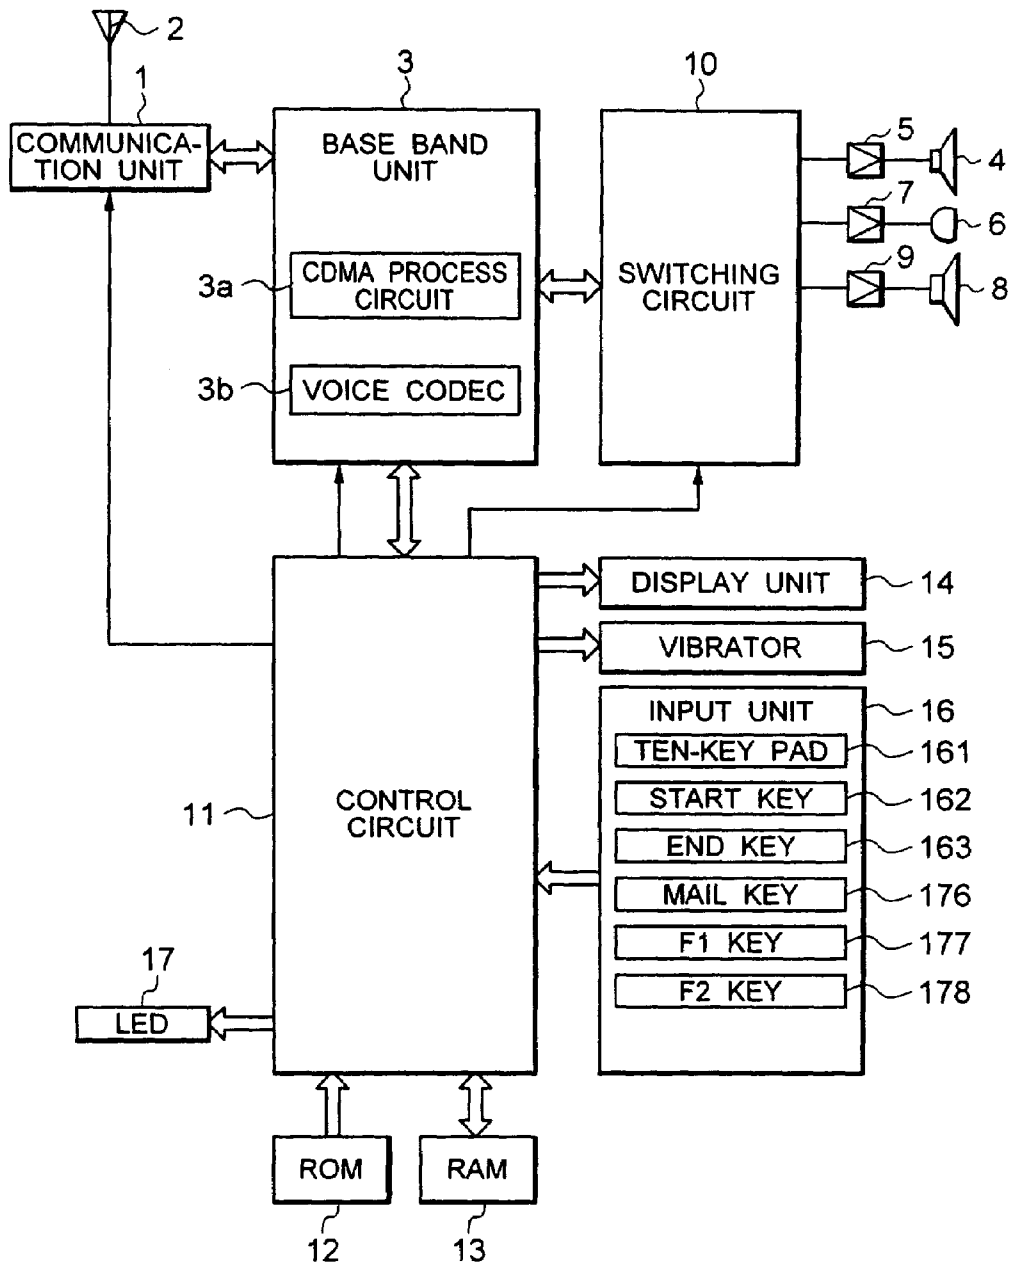 2
1
3
10
COMMUNICA-
TION UNIT
BASE BAND
UNIT
5
4
7
6
9
8
3a
CDMA PROCESS
CIRCUIT
SWITCHING
CIRCUIT
3b
VOICE CODEC
DISPLAY UNIT
14
VIBRATOR
15
INPUT UNIT
16
TEN-KEY PAD
161
START KEY
162
END KEY
163
MAIL KEY
176
F1 KEY
177
F2 KEY
178
11
CONTROL
CIRCUIT
17
LED
ROM
RAM
12
13